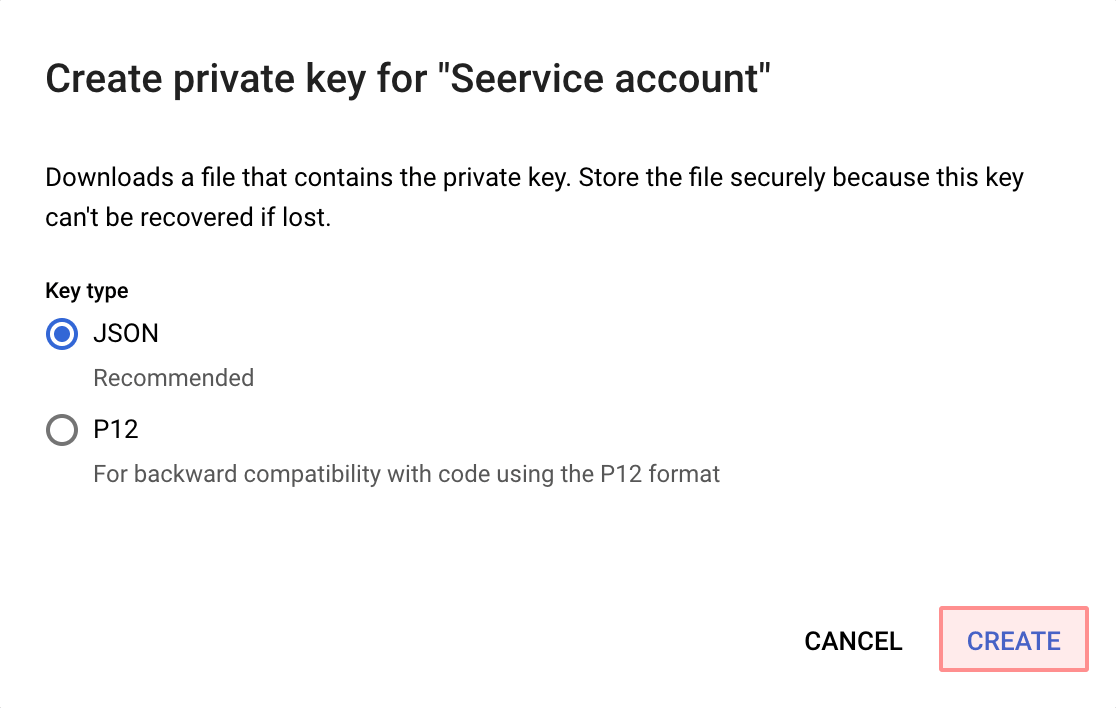 Create private key for "Seervice account"
Downloads a file that contains the private key. Store the file securely because this key
can't be recovered if lost.
Key type
JSON
Recommended
P12
For backward compatibility with code using the P12 format
CANCEL
CREATE